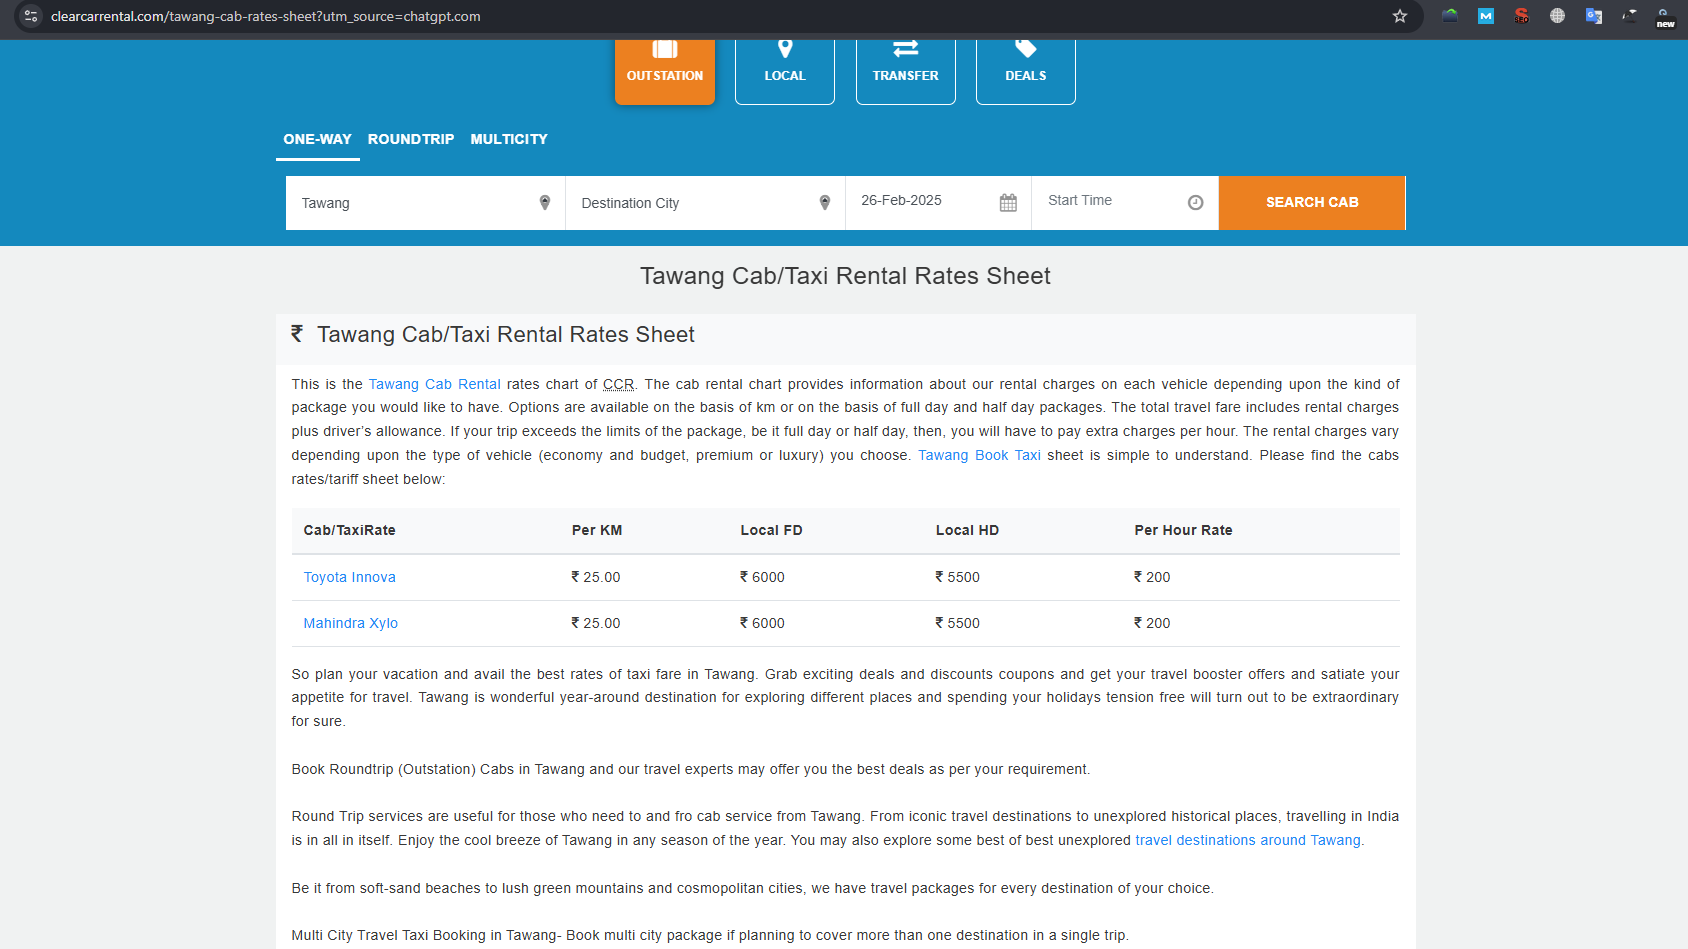 clearcarrental.com/tawang-cab-rates-sheet?utm_source=chatgpt.com
M
SEO
G
new
OUTSTATION
LOCAL
TRANSFER
DEALS
ONE-WAY ROUNDTRIP MULTICITY
Tawang
Destination City
26-Feb-2025
Start Time
SEARCH CAB
Tawang Cab/Taxi Rental Rates Sheet
₹ Tawang Cab/Taxi Rental Rates Sheet
This is the Tawang Cab Rental rates chart of CCR. The cab rental chart provides information about our rental charges on each vehicle depending upon the kind of
package you would like to have. Options are available on the basis of km or on the basis of full day and half day packages. The total travel fare includes rental charges
plus driver’s allowance. If your trip exceeds the limits of the package, be it full day or half day, then, you will have to pay extra charges per hour. The rental charges vary
depending upon the type of vehicle (economy and budget, premium or luxury) you choose. Tawang Book Taxi sheet is simple to understand. Please find the cabs
rates/tariff sheet below:
Cab/TaxiRate Per KM Local FD Local HD Per Hour Rate
Toyota Innova ₹ 25.00 ₹ 6000 ₹ 5500 ₹ 200
Mahindra Xylo ₹ 25.00 ₹ 6000 ₹ 5500 ₹ 200
So plan your vacation and avail the best rates of taxi fare in Tawang. Grab exciting deals and discounts coupons and get your travel booster offers and satiate your
appetite for travel. Tawang is wonderful year-around destination for exploring different places and spending your holidays tension free will turn out to be extraordinary
for sure.
Book Roundtrip (Outstation) Cabs in Tawang and our travel experts may offer you the best deals as per your requirement.
Round Trip services are useful for those who need to and fro cab service from Tawang. From iconic travel destinations to unexplored historical places, travelling in India
is in all in itself. Enjoy the cool breeze of Tawang in any season of the year. You may also explore some best of best unexplored travel destinations around Tawang.
Be it from soft-sand beaches to lush green mountains and cosmopolitan cities, we have travel packages for every destination of your choice.
Multi City Travel Taxi Booking in Tawang- Book multi city package if planning to cover more than one destination in a single trip.